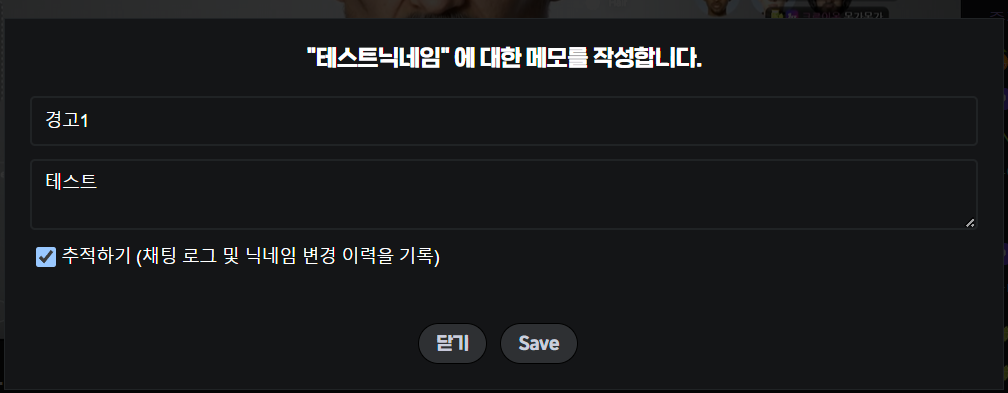 "테스트닉네임" 에 대한 메모를 작성합니다.
경고1
테스트
추적하기 (채팅 로그 및 닉네임 변경 이력을 기록)
닫기 Save